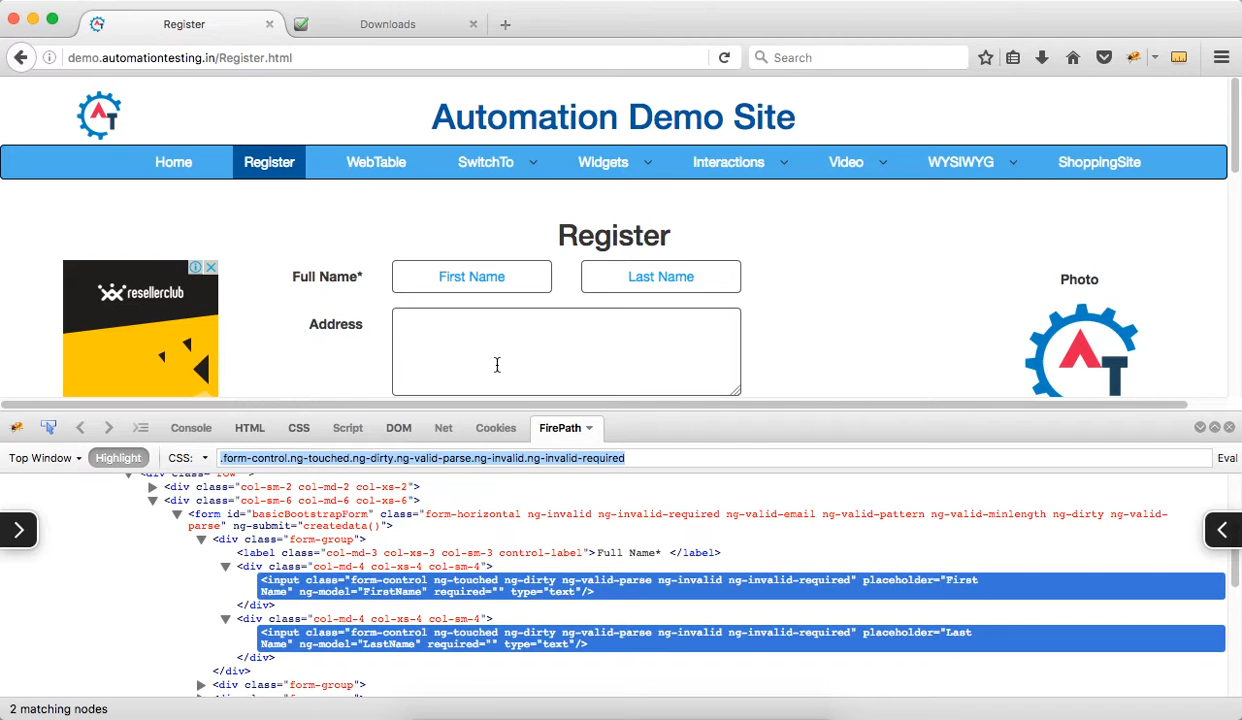 Register
Downloads
demo.automationtesting.in/Register.html
Search
AT
Automation Demo Site
Home Register WebTable SwitchTo Widgets Interactions Video WYSIWYG ShoppingSite
Register
resellerclub
Full Name*
First Name
Last Name
Photo
Address
AT
Console HTML CSS Script DOM Net Cookies FirePath
Top Window Highlight CSS: .form-control.ng-touched.ng-dirty.ng-valid-parse.ng-invalid.ng-invalid-required Eval
<div class="row">
<div class="col-sm-2 col-md-2 col-xs-2">
<div class="col-sm-6 col-md-6 col-xs-6">
<form id="basicBootstrapForm" class="form-horizontal ng-invalid ng-invalid-required ng-valid-email ng-valid-pattern ng-valid-minlength ng-dirty ng-valid-
parse" ng-submit="createdata()">
<div class="form-group">
<label class="col-md-3 col-xs-3 col-sm-3 control-label">Full Name* </label>
<div class="col-md-4 col-xs-4 col-sm-4">
<input class="form-control ng-touched ng-dirty ng-valid-parse ng-invalid ng-invalid-required" placeholder="First
Name" ng-model="FirstName" required="" type="text"/>
</div>
<div class="col-md-4 col-xs-4 col-sm-4">
<input class="form-control ng-touched ng-dirty ng-valid-parse ng-invalid ng-invalid-required" placeholder="Last
Name" ng-model="LastName" required="" type="text"/>
</div>
</div>
<div class="form-group">
2 matching nodes